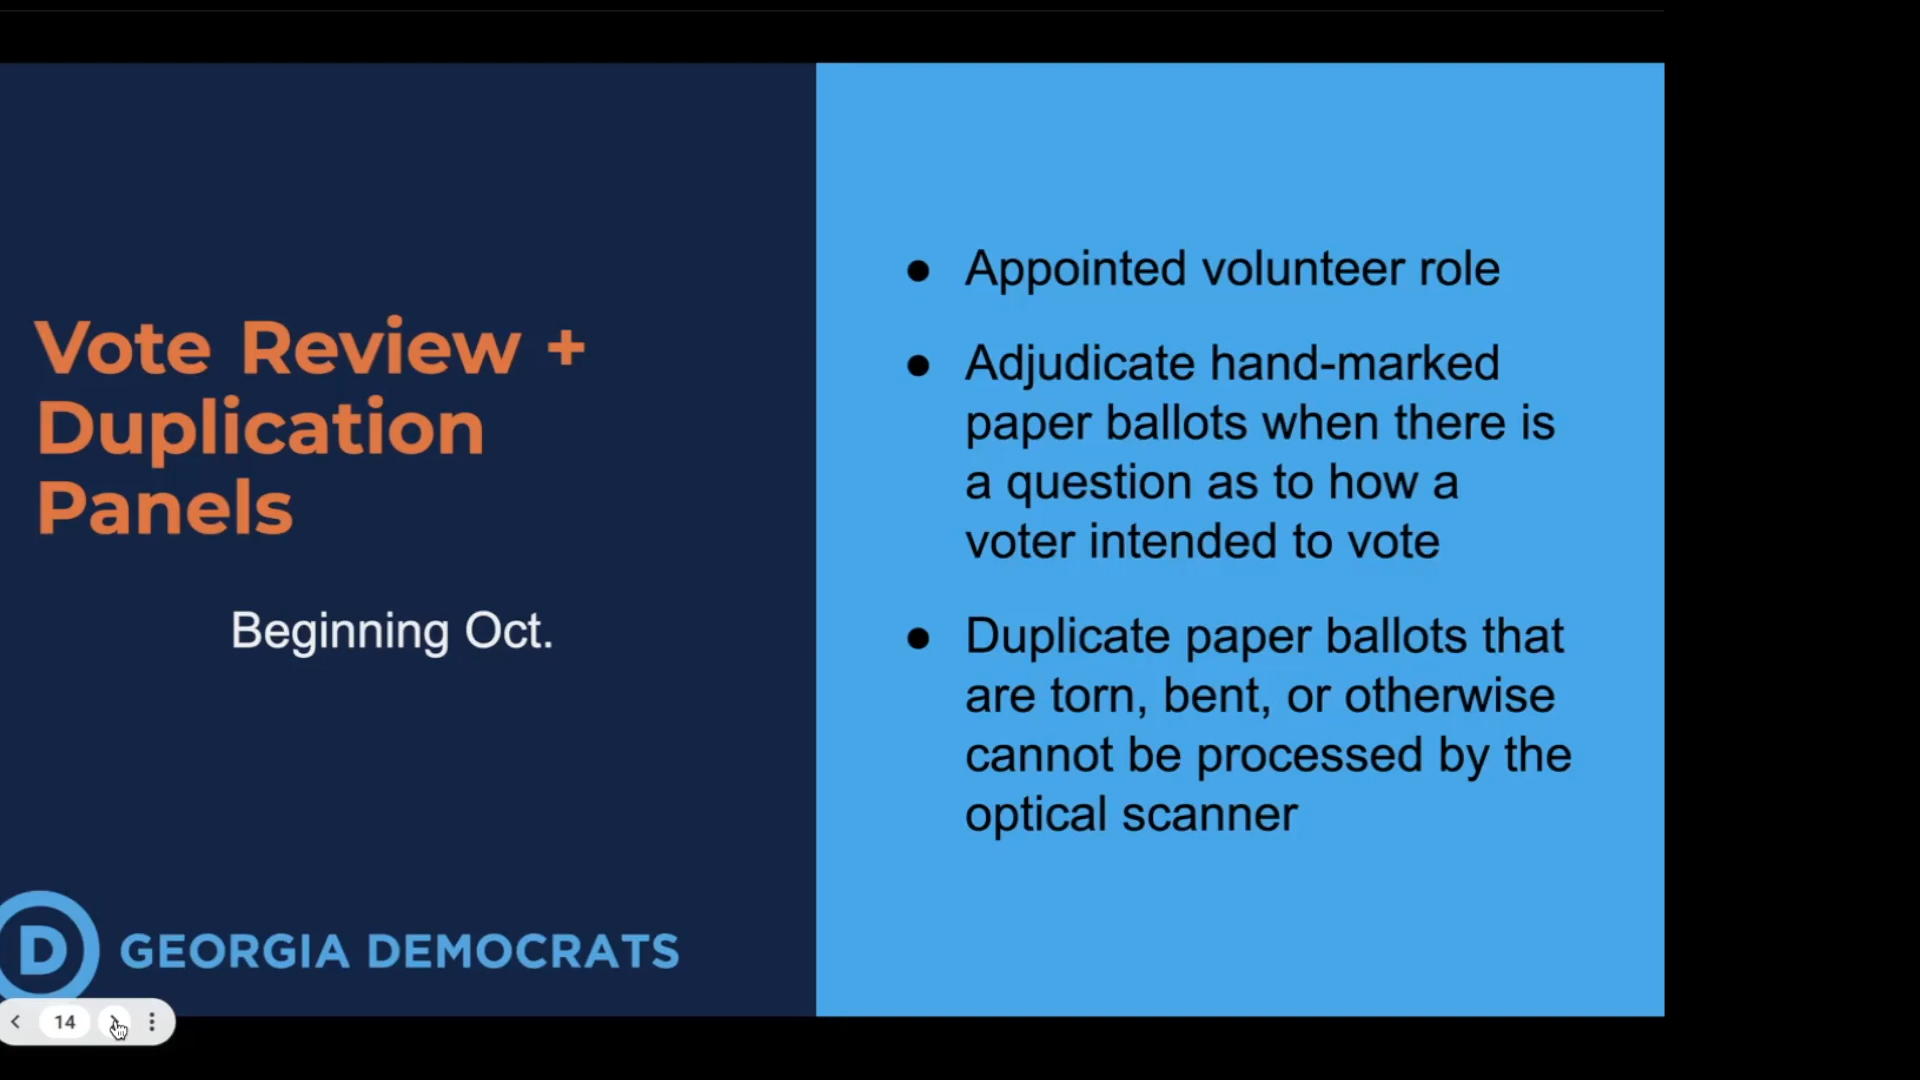 Vote Review +
Duplication
Panels
Beginning Oct.
D GEORGIA DEMOCRATS
● Appointed volunteer role
● Adjudicate hand-marked
paper ballots when there is
a question as to how a
voter intended to vote
● Duplicate paper ballots that
are torn, bent, or otherwise
cannot be processed by the
optical scanner
14